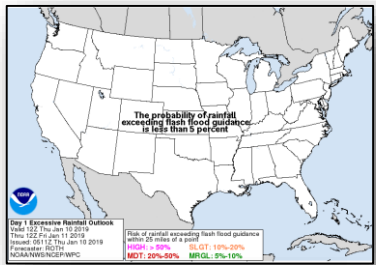 The probability of rainfall
exceeding flash flood guidance
is less than 5 percent
NOAA
Day 1 Excessive Rainfall Outlook
Valid 12Z Thu Jan 10 2019
Thru 12Z Fri Jan 11 2019
Issued: 0511Z Thu Jan 10 2019
Forecaster: ROTH
NOAA/NWS/NCEP/WPC
Risk of rainfall exceeding flash flood guidance
within 25 miles of a point
HIGH: > 50% SLGT: 10%-20%
MDT: 20%-50% MRGL: 5%-10%